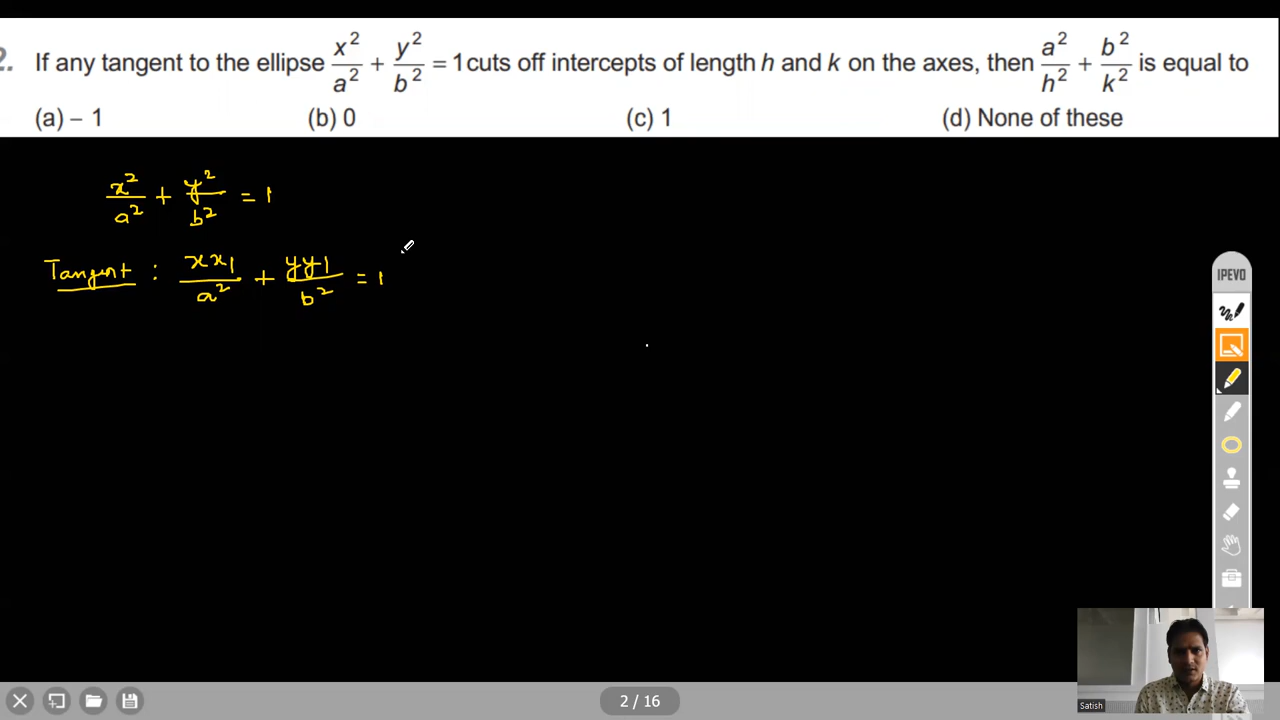 2. If any tangent to the ellipse x²/a² + y²/b² = 1 cuts off intercepts of length h and k on the axes, then a²/h² + b²/k² is equal to
(a) – 1 (b) 0 (c) 1 (d) None of these
x²/a² + y²/b² = 1
Tangent : xx₁/a² + yy₁/b² = 1
IPEVO
Satish
2 / 16